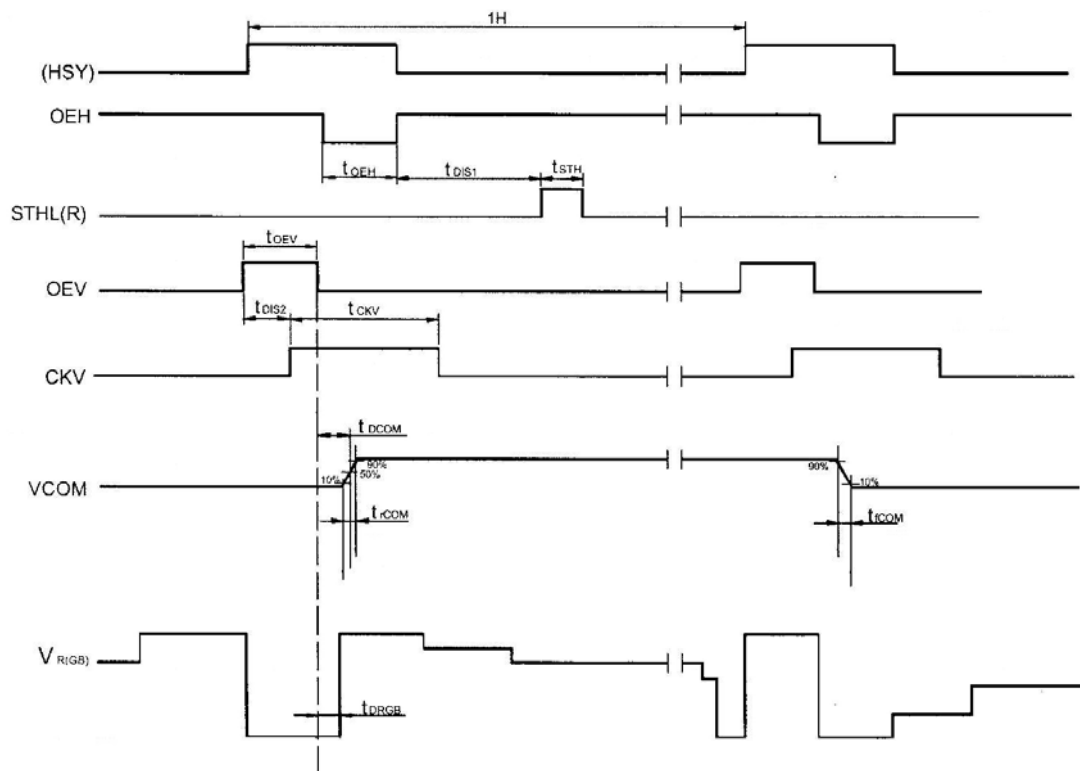 1H
(HSY)
OEH
tOEH tDIS1 tSTH
STHL(R)
tOEV
OEV
tDIS2 tCKV
CKV
tDCOM
90% 90%
50%
10% 10%
VCOM
trCOM tfCOM
VR(GB)
tDRGB